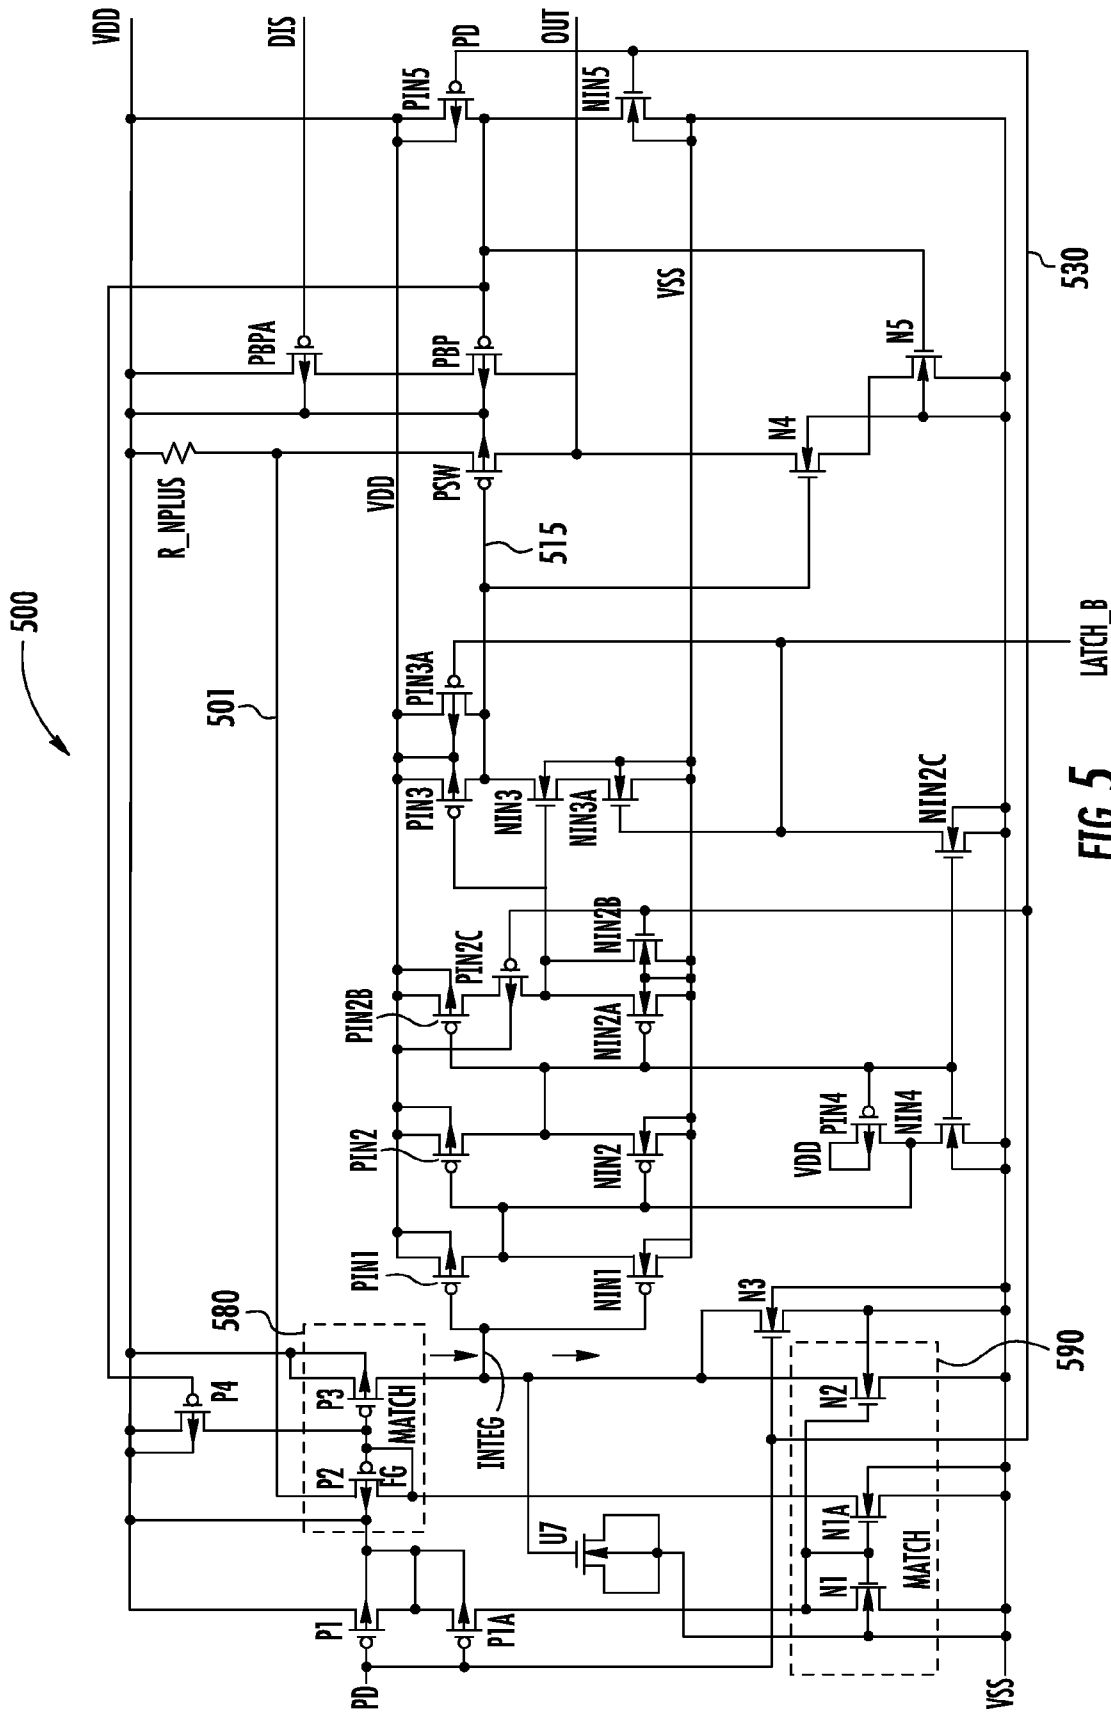 VDD
DIS
OUT
PD
PIN5
NIN5
530
VSS
PBPA
PBP
N5
N4
R_NPLUS
VDD
PSW
515
500
LATCH_B
501
PIN3A
PIN3
NIN3
NIN3A
NIN2C
FIG. 5
PIN2B
PIN2C
NIN2A
NIN2B
PIN2
NIN2
VDD
PIN4
NIN4
PIN1
NIN1
580
N3
590
P4
P3
MATCH
P2
FG
INTEG
N2
U7
N1A
N1
MATCH
P1
P1A
PD
VSS